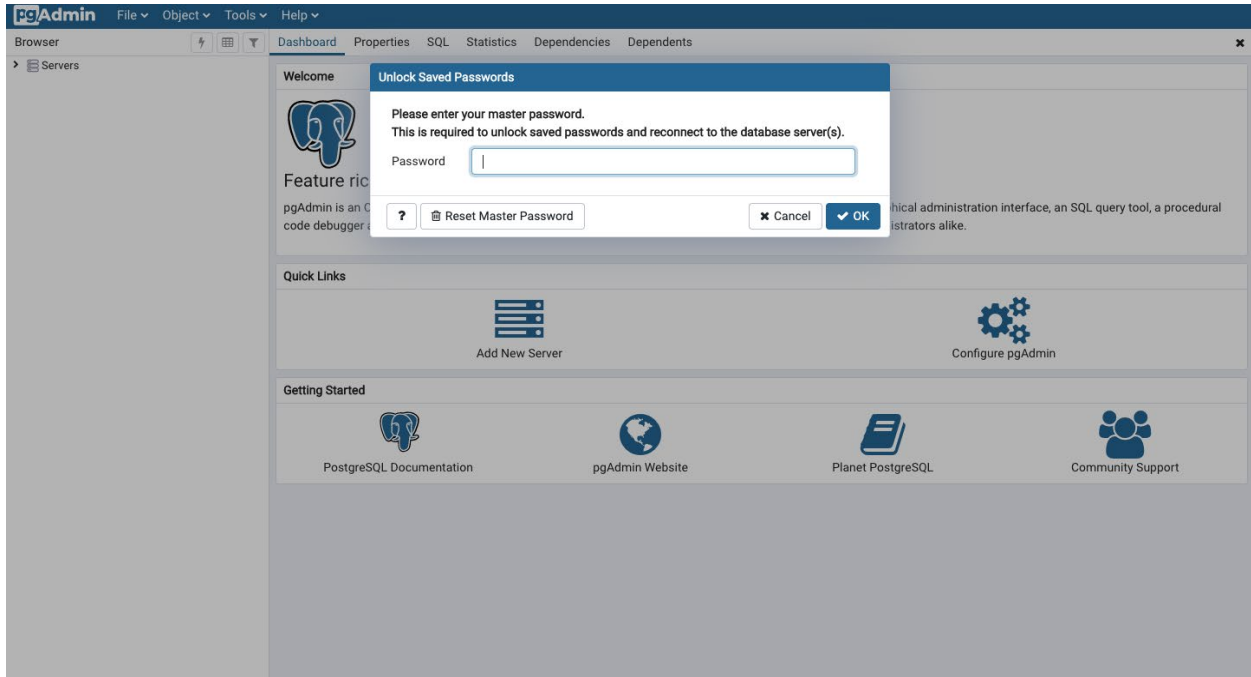 pgAdmin File Object Tools Help
Browser
Dashboard Properties SQL Statistics Dependencies Dependents
Servers
Welcome
Unlock Saved Passwords
Please enter your master password.
This is required to unlock saved passwords and reconnect to the database server(s).
Password
Feature ric
? Reset Master Password Cancel OK
pgAdmin is an O
hical administration interface, an SQL query tool, a procedural
code debugger
istrators alike.
Quick Links
Add New Server
Configure pgAdmin
Getting Started
PostgreSQL Documentation
pgAdmin Website
Planet PostgreSQL
Community Support